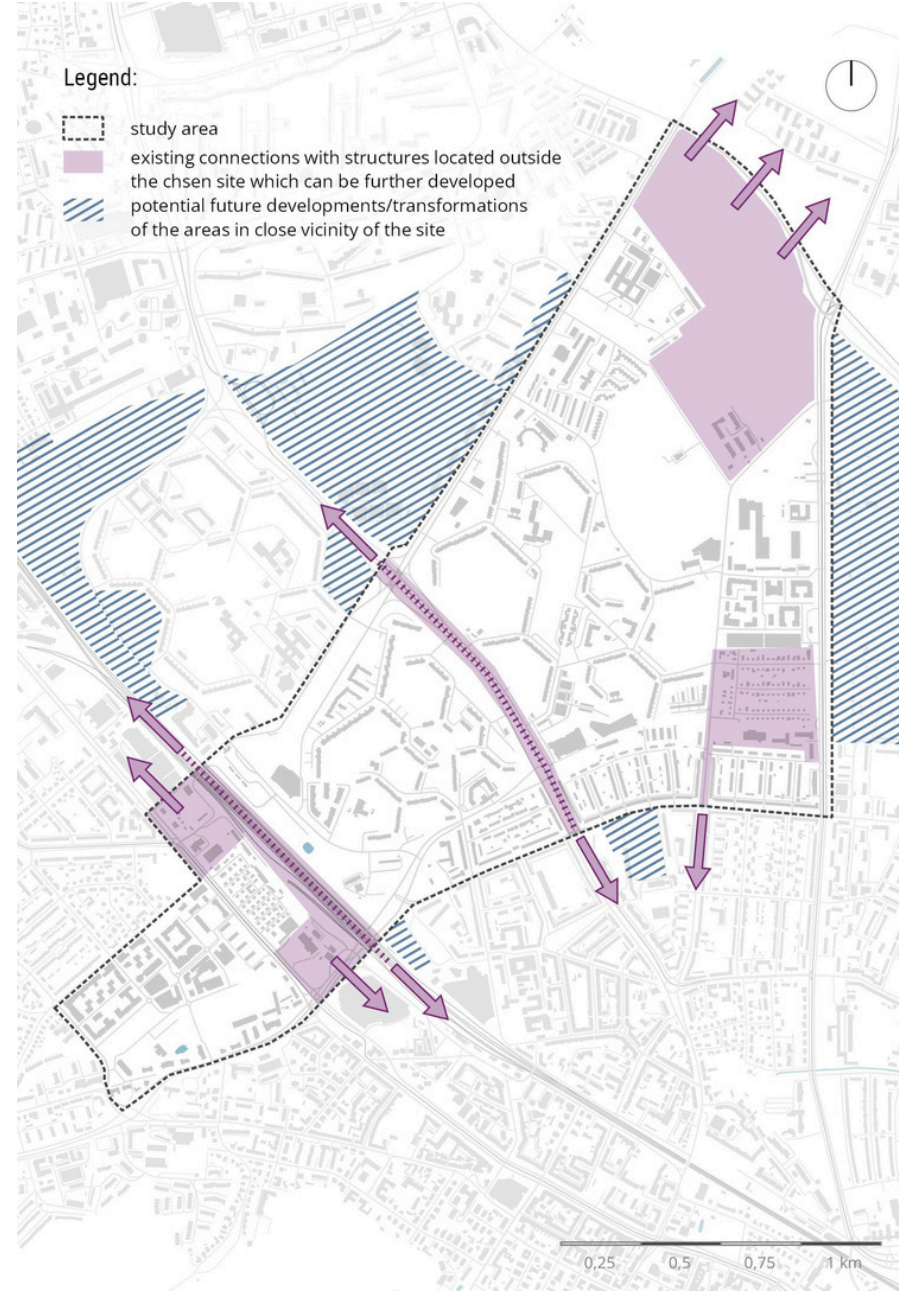 Legend:
study area
existing connections with structures located outside
the chsen site which can be further developed
potential future developments/transformations
of the areas in close vicinity of the site
0,25 0,5 0,75 1 km